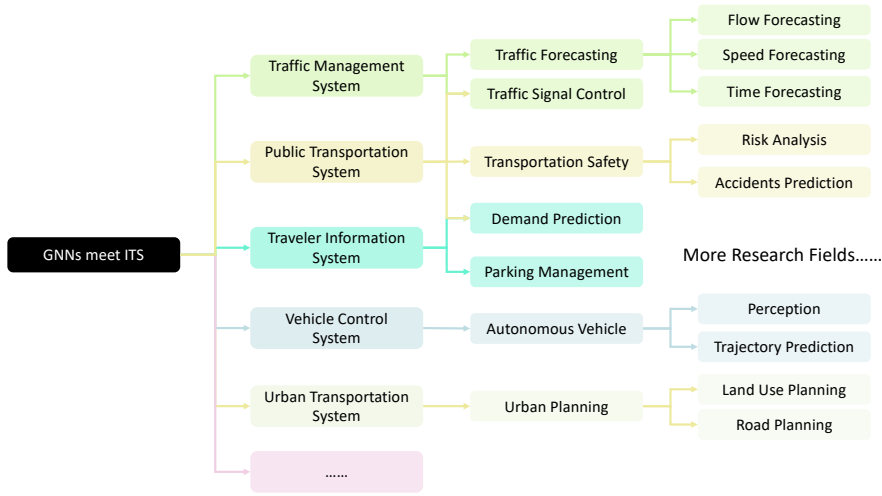 GNNs meet ITS
Traffic Management
System
Public Transportation
System
Traveler Information
System
Vehicle Control
System
Urban Transportation
System
……
Traffic Forecasting
Traffic Signal Control
Transportation Safety
Demand Prediction
Parking Management
Autonomous Vehicle
Urban Planning
Flow Forecasting
Speed Forecasting
Time Forecasting
Risk Analysis
Accidents Prediction
More Research Fields……
Perception
Trajectory Prediction
Land Use Planning
Road Planning